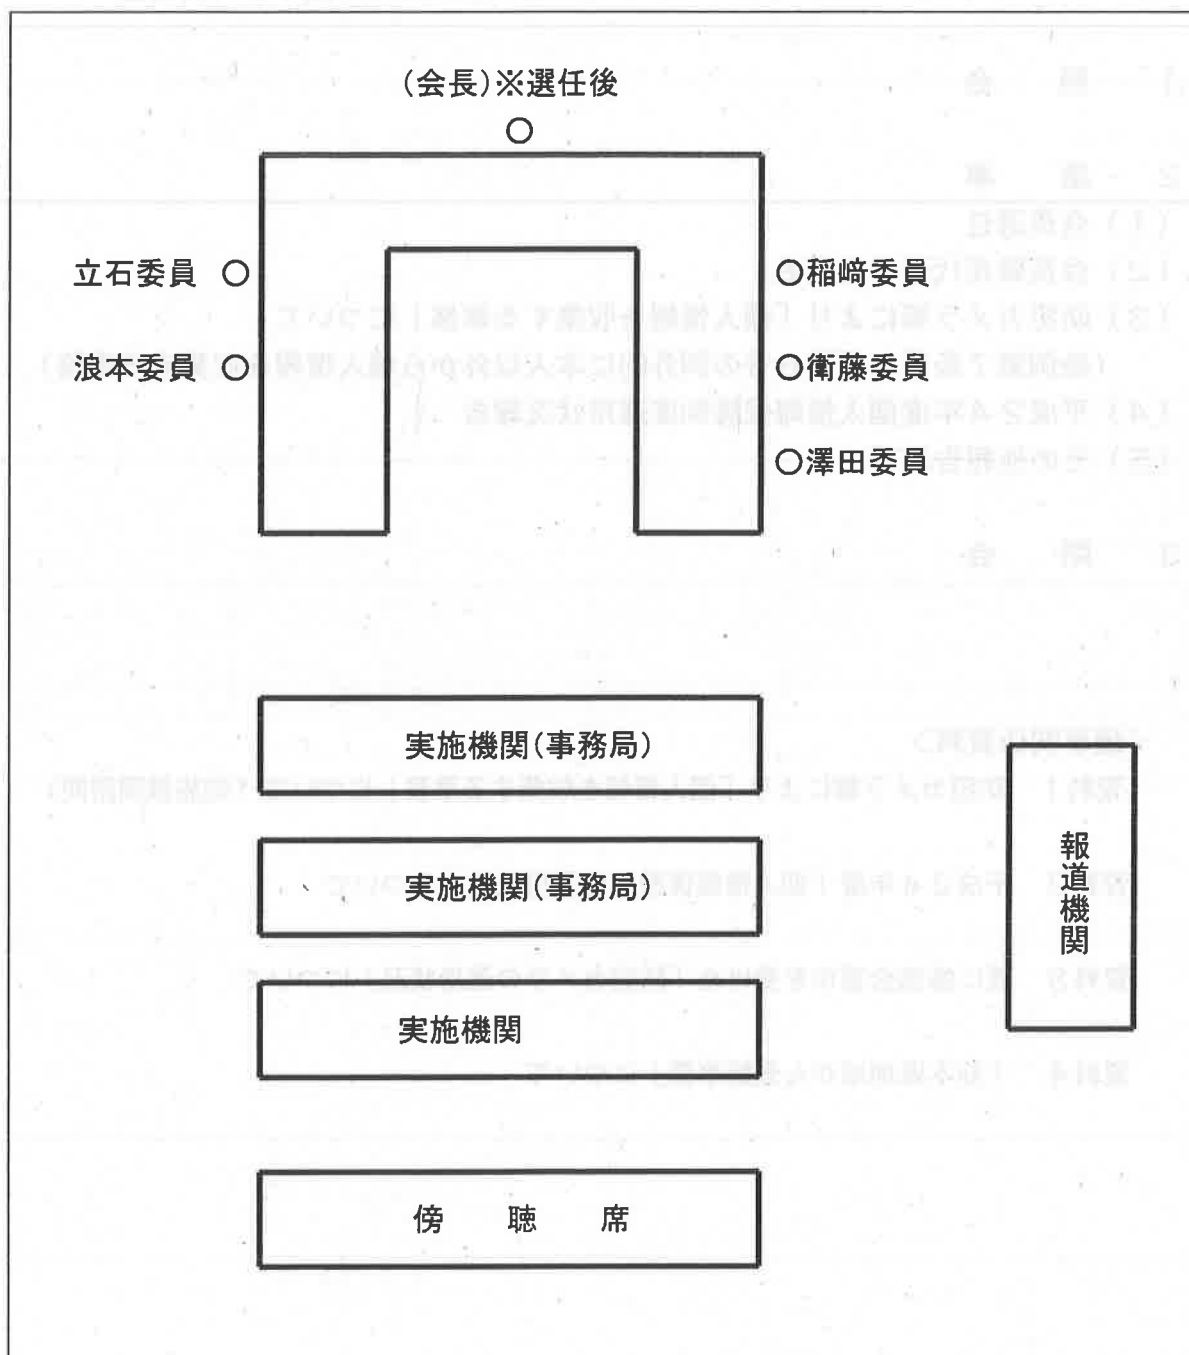 (会長)※選任後
○
立石委員 ○
○稲﨑委員
浪本委員 ○
○衞藤委員
○澤田委員
実施機関(事務局)
実施機関(事務局)
実施機関
報道機関
傍 聴 席